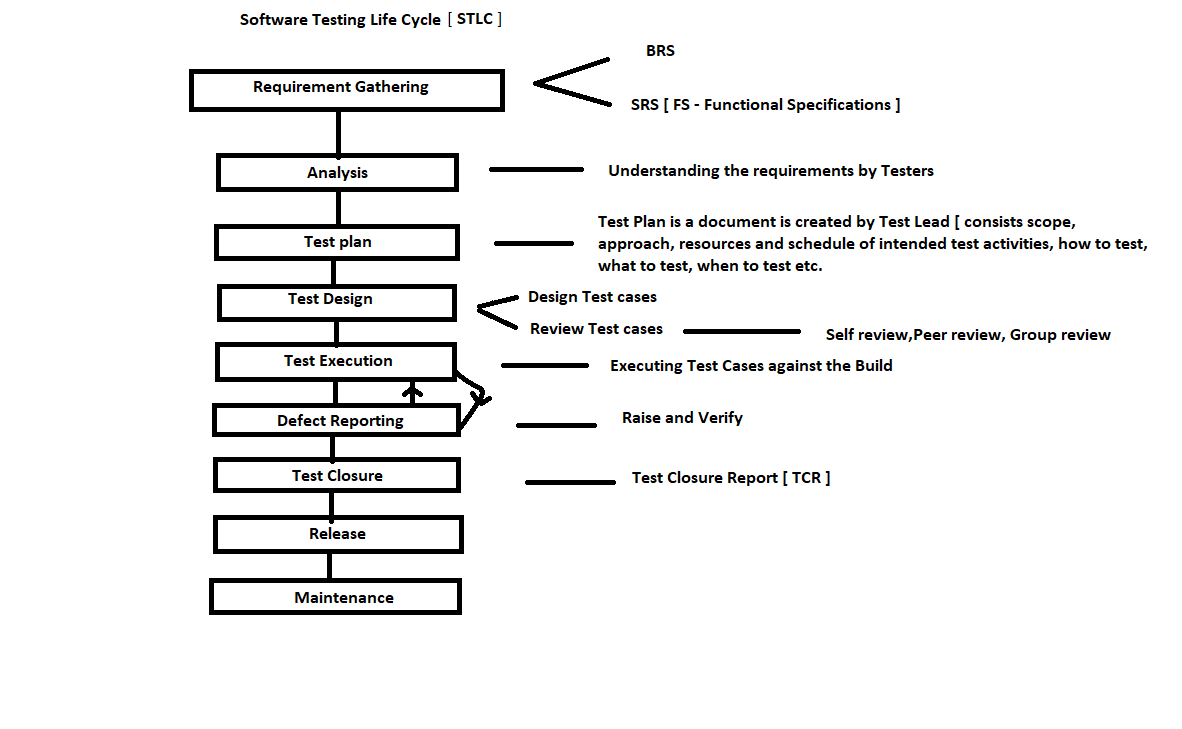 Software Testing Life Cycle [ STLC ]
BRS
Requirement Gathering
SRS [ FS - Functional Specifications ]
Analysis
Understanding the requirements by Testers
Test plan
Test Plan is a document is created by Test Lead [ consists scope,
approach, resources and schedule of intended test activities, how to test,
what to test, when to test etc.
Test Design
Design Test cases
Review Test cases
Self review,Peer review, Group review
Test Execution
Executing Test Cases against the Build
Defect Reporting
Raise and Verify
Test Closure
Test Closure Report [ TCR ]
Release
Maintenance